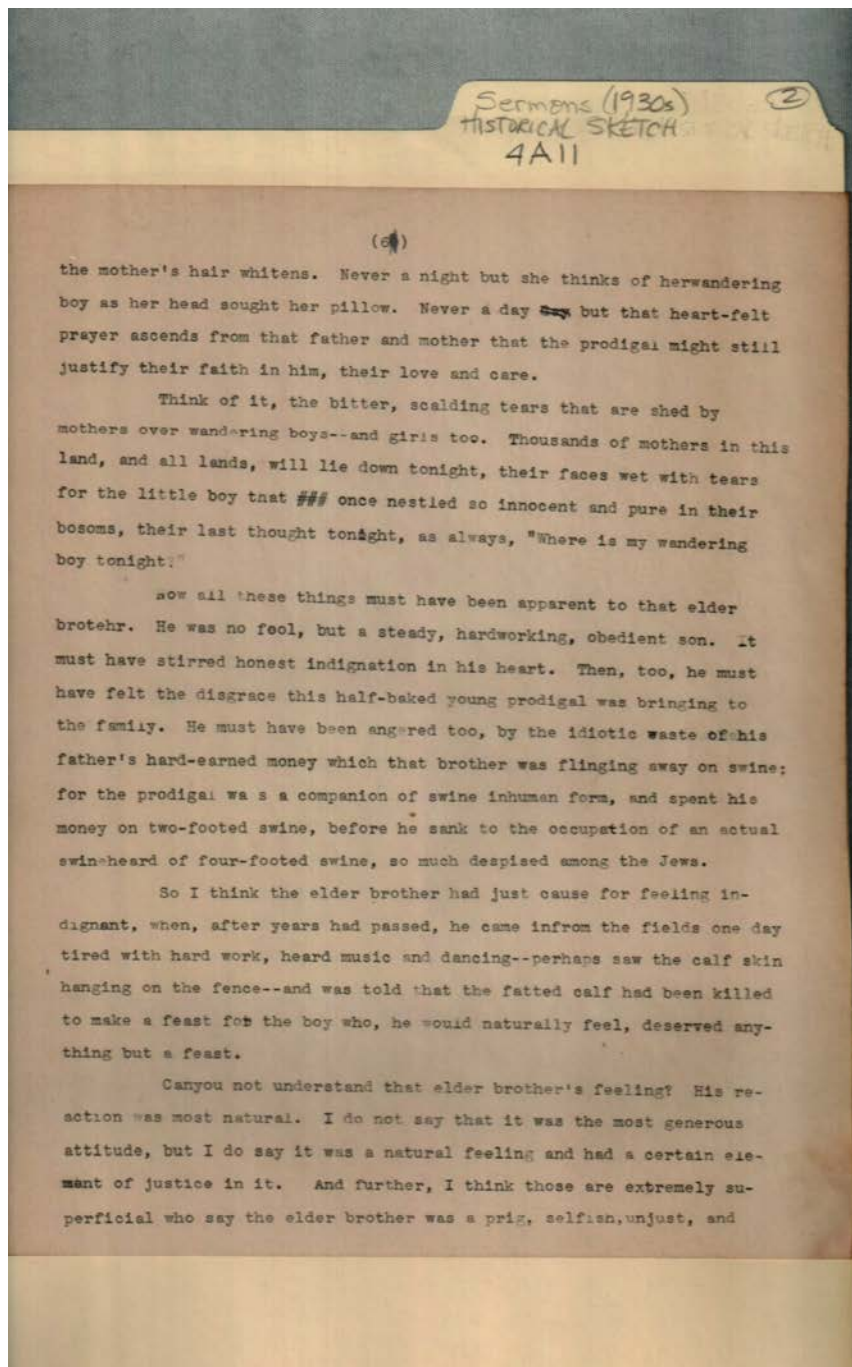 Sermons (1930s) 2
HISTORICAL SKETCH
4A11
(6)
the mother's hair whitens. Never a night but she thinks of herwandering
boy as her head sought her pillow. Never a day but that heart-felt
prayer ascends from that father and mother that the prodigal might still
justify their faith in him, their love and care.
Think of it, the bitter, scalding tears that are shed by
mothers over wandering boys--and girls too. Thousands of mothers in this
land, and all lands, will lie down tonight, their faces wet with tears
for the little boy that ### once nestled so innocent and pure in their
bosoms, their last thought tonight, as always, "Where is my wandering
boy tonight?"
Now all these things must have been apparent to that elder
brotehr. He was no fool, but a steady, hardworking, obedient son. It
must have stirred honest indignation in his heart. Then, too, he must
have felt the disgrace this half-baked young prodigal was bringing to
the family. He must have been angered too, by the idiotic waste of his
father's hard-earned money which that brother was flinging away on swine;
for the prodigal wa s a companion of swine inhuman form, and spent his
money on two-footed swine, before he sank to the occupation of an actual
swineheard of four-footed swine, so much despised among the Jews.
So I think the elder brother had just cause for feeling in-
dignant, when, after years had passed, he came infrom the fields one day
tired with hard work, heard music and dancing--perhaps saw the calf skin
hanging on the fence--and was told that the fatted calf had been killed
to make a feast for the boy who, he would naturally feel, deserved any-
thing but a feast.
Canyou not understand that elder brother's feeling? His re-
action was most natural. I do not say that it was the most generous
attitude, but I do say it was a natural feeling and had a certain ele-
ment of justice in it. And further, I think those are extremely su-
perficial who say the elder brother was a prig, selfish,unjust, and